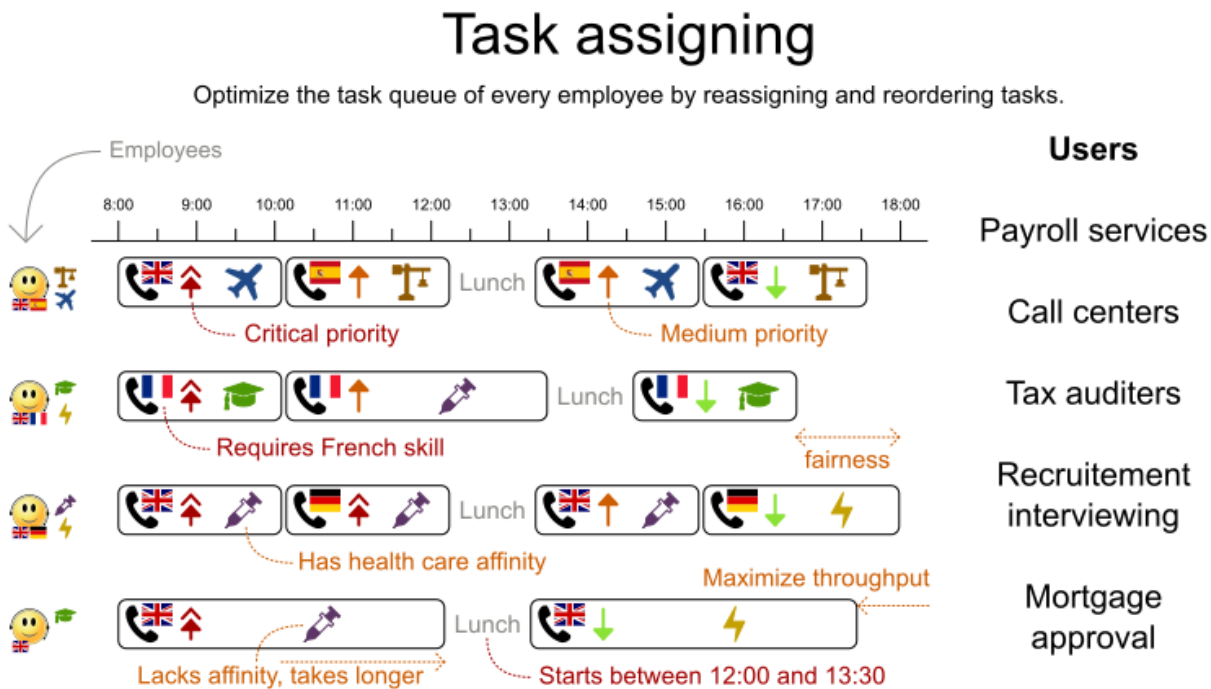 Task assigning
Optimize the task queue of every employee by reassigning and reordering tasks.
Employees
Users
8:00 9:00 10:00 11:00 12:00 13:00 14:00 15:00 16:00 17:00 18:00
Payroll services
Lunch
Call centers
Critical priority
Medium priority
Lunch
Tax auditers
Requires French skill
fairness
Recruitement
interviewing
Lunch
Has health care affinity
Maximize throughput
Mortgage
approval
Lunch
Lacks affinity, takes longer
Starts between 12:00 and 13:30